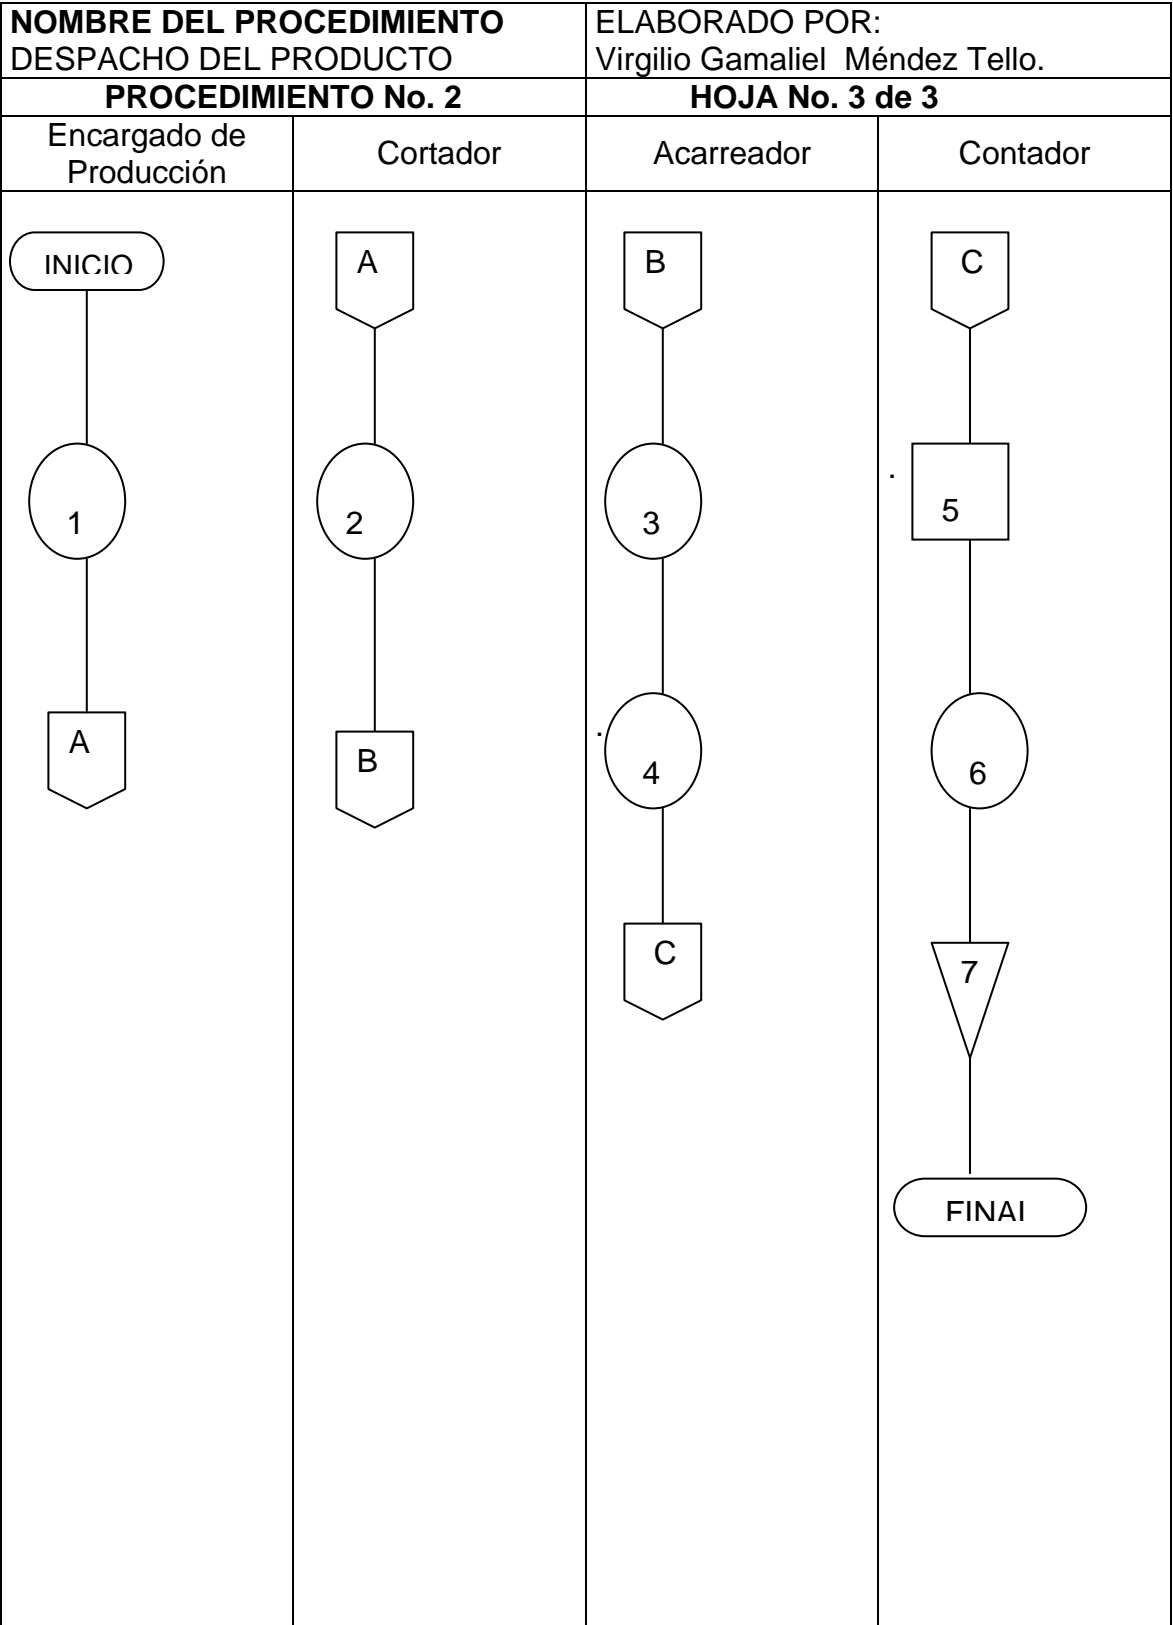 NOMBRE DEL PROCEDIMIENTO
DESPACHO DEL PRODUCTO
ELABORADO POR:
Virgilio Gamaliel Méndez Tello.
PROCEDIMIENTO No. 2
HOJA No. 3 de 3
Encargado de
Producción
Cortador
Acarreador
Contador
INICIO
1
A
A
2
B
B
3
.
4
C
C
.
5
6
7
FINAL